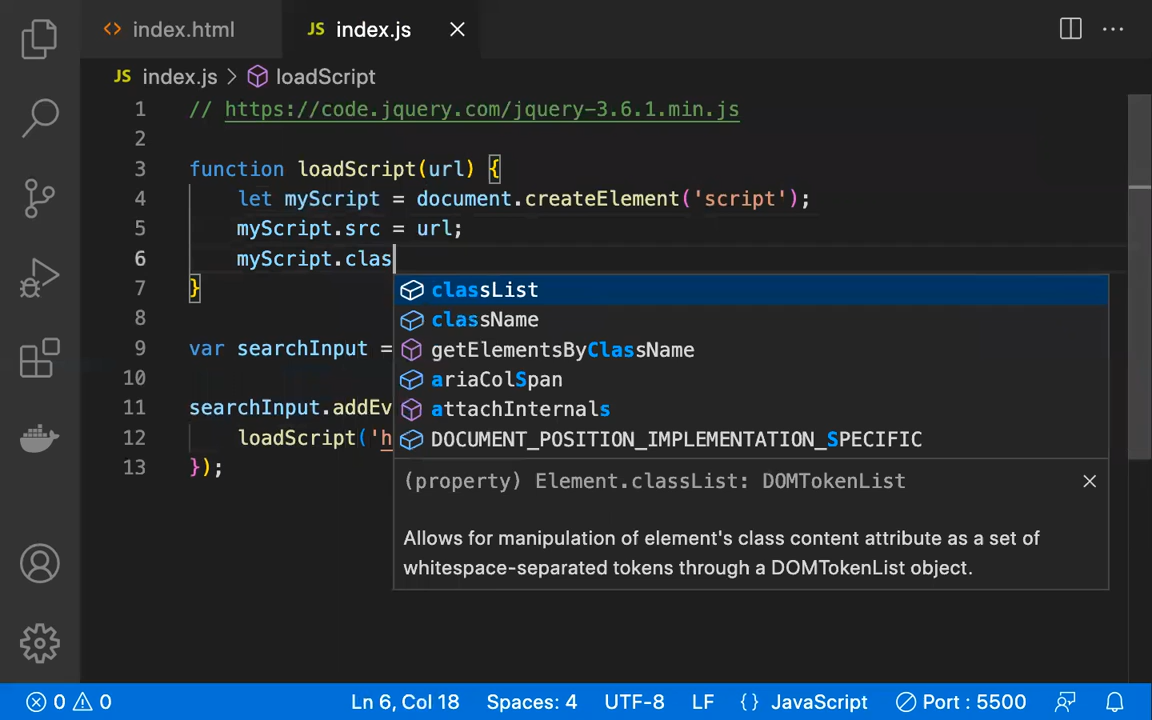 index.html
JS index.js
JS index.js > loadScript
1 // https://code.jquery.com/jquery-3.6.1.min.js
2
3 function loadScript(url) {
4 let myScript = document.createElement('script');
5 myScript.src = url;
6 myScript.clas
7 }
8
9 var searchInput =
10
11 searchInput.addEv
12 loadScript('h
13 });
classList
className
getElementsByClassName
ariaColSpan
attachInternals
DOCUMENT_POSITION_IMPLEMENTATION_SPECIFIC
(property) Element.classList: DOMTokenList
Allows for manipulation of element's class content attribute as a set of
whitespace-separated tokens through a DOMTokenList object.
0 0 Ln 6, Col 18 Spaces: 4 UTF-8 LF {} JavaScript Port : 5500